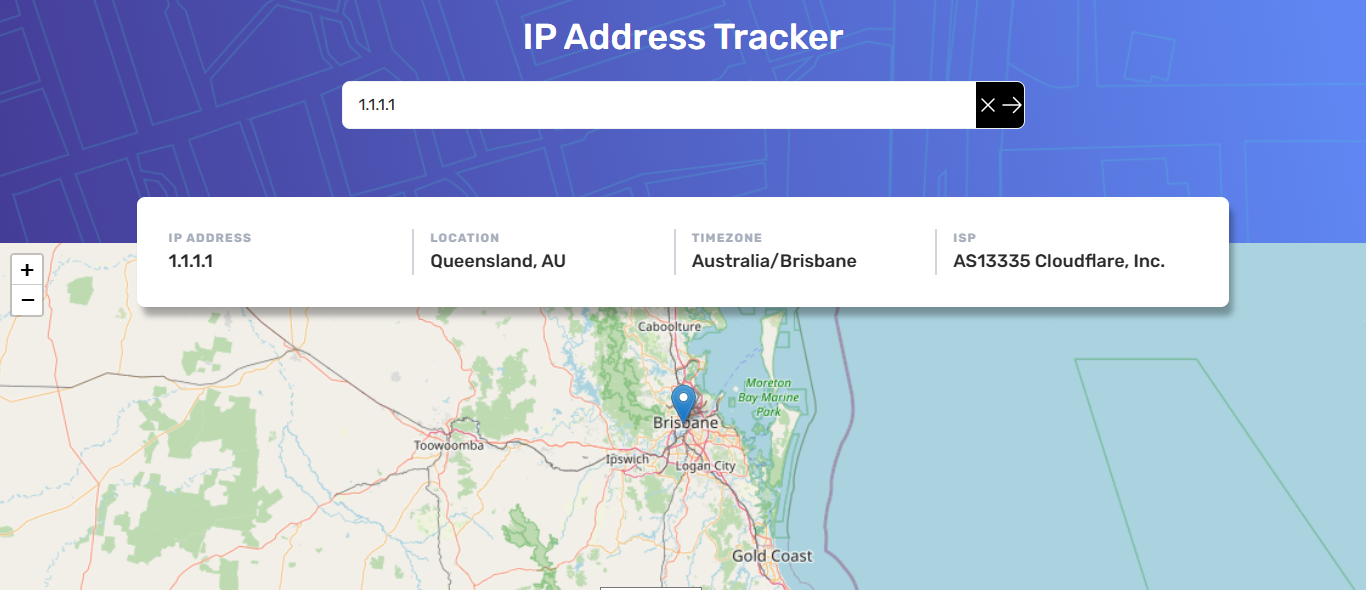 IP Address Tracker
1.1.1.1
IP ADDRESS
1.1.1.1
LOCATION
Queensland, AU
TIMEZONE
Australia/Brisbane
ISP
AS13335 Cloudflare, Inc.
+
−
Caboolture
Moreton
Bay Marine
Park
Brisbane
Toowoomba
Ipswich
Logan City
Gold Coast